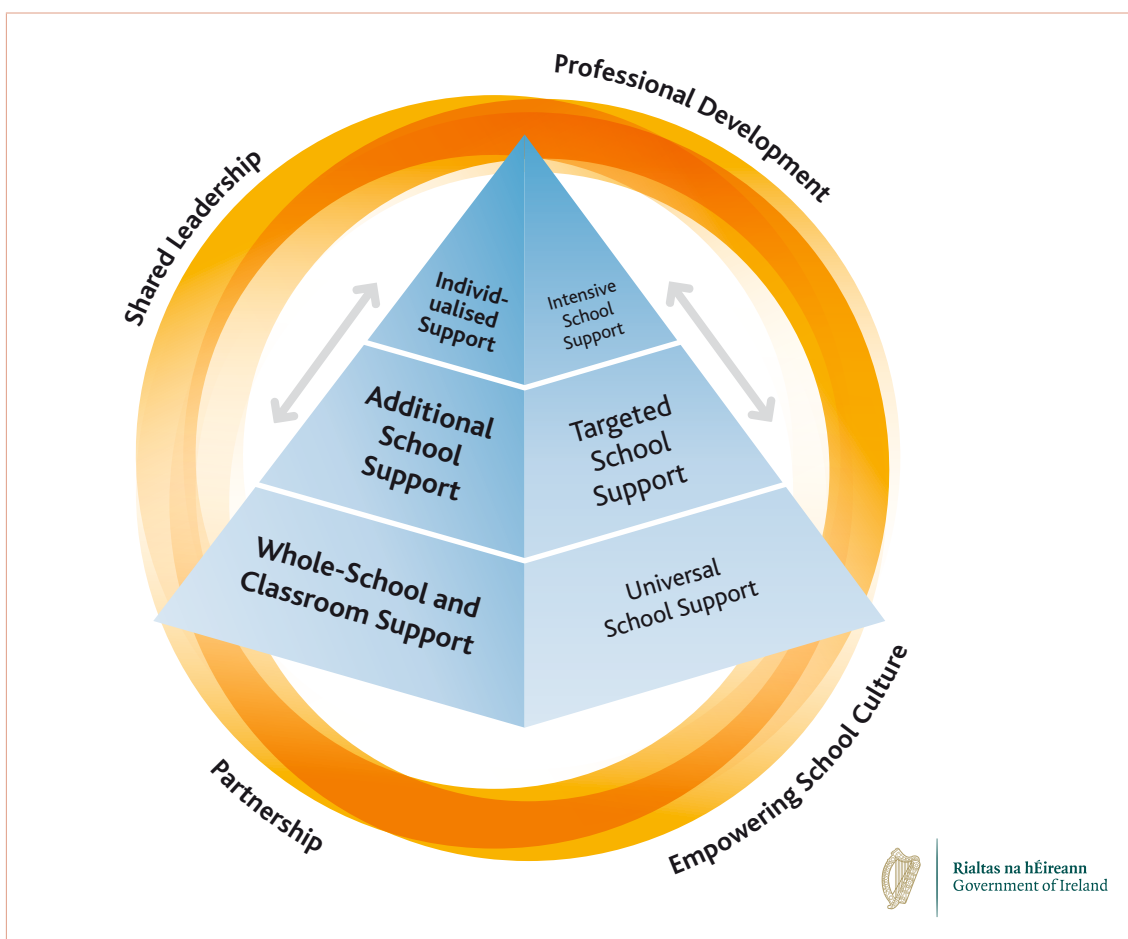 Professional Development
Shared Leadership
Individ-
ualised
Support
Intensive
School
Support
Additional
School
Support
Targeted
School
Support
Whole-School and
Classroom Support
Universal
School Support
Partnership
Empowering School Culture
Rialtas na hÉireann
Government of Ireland